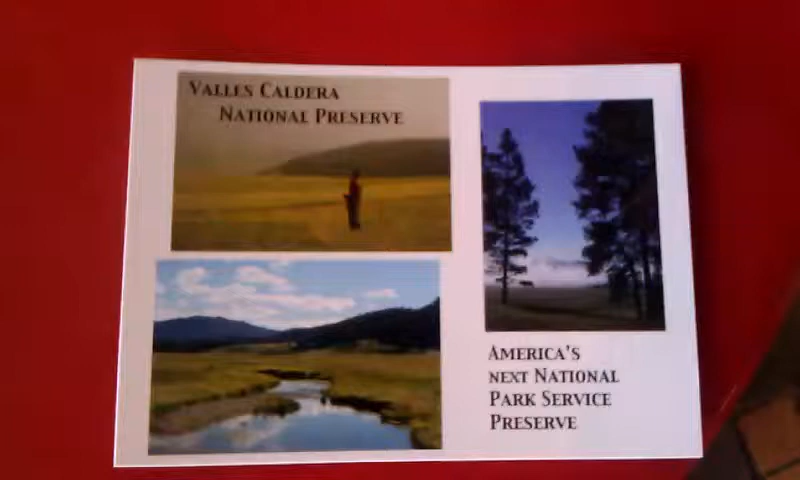 Valles Caldera
National Preserve
America's
next National
Park Service
Preserve